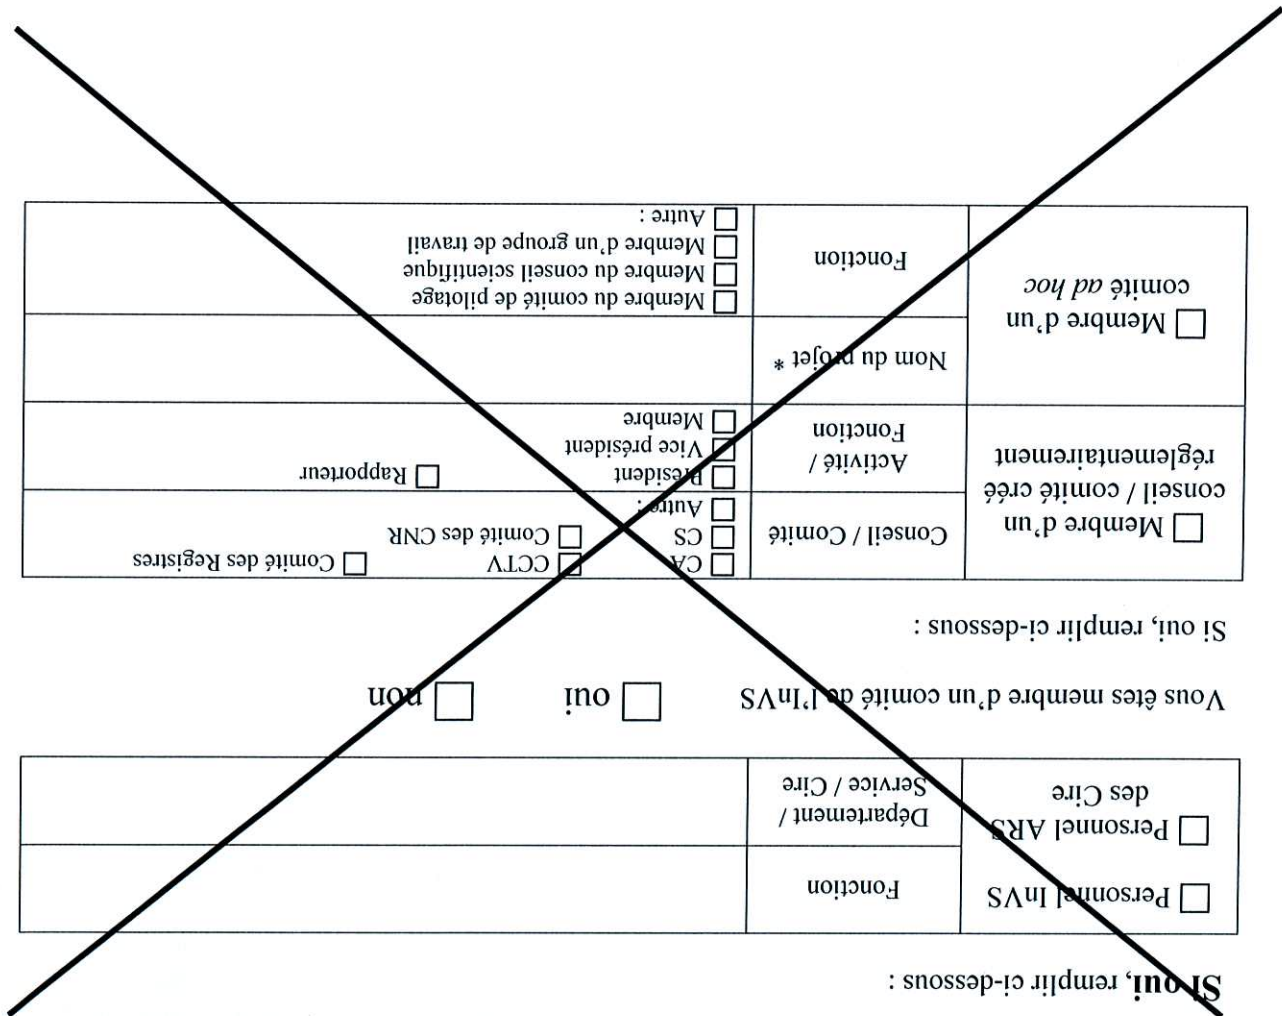 Si oui, remplir ci-dessous :
☐ Personnel InVS
☐ Personnel ARS
des Cire
Fonction
Département /
Service / Cire
Vous êtes membre d'un comité de l'InVS ☐ oui ☐ non
Si oui, remplir ci-dessous :
☐ Membre d'un
conseil / comité créé
réglementairement
Conseil / Comité
☐ CA ☐ CCTV ☐ Comité des Registres
☐ CS ☐ Comité des CNR
☐ Autre :
Activité /
Fonction
☐ Président ☐ Rapporteur
☐ Vice président
☐ Membre
☐ Membre d'un
comité ad hoc
Nom du projet *
Fonction
☐ Membre du comité de pilotage
☐ Membre du conseil scientifique
☐ Membre d'un groupe de travail
☐ Autre :